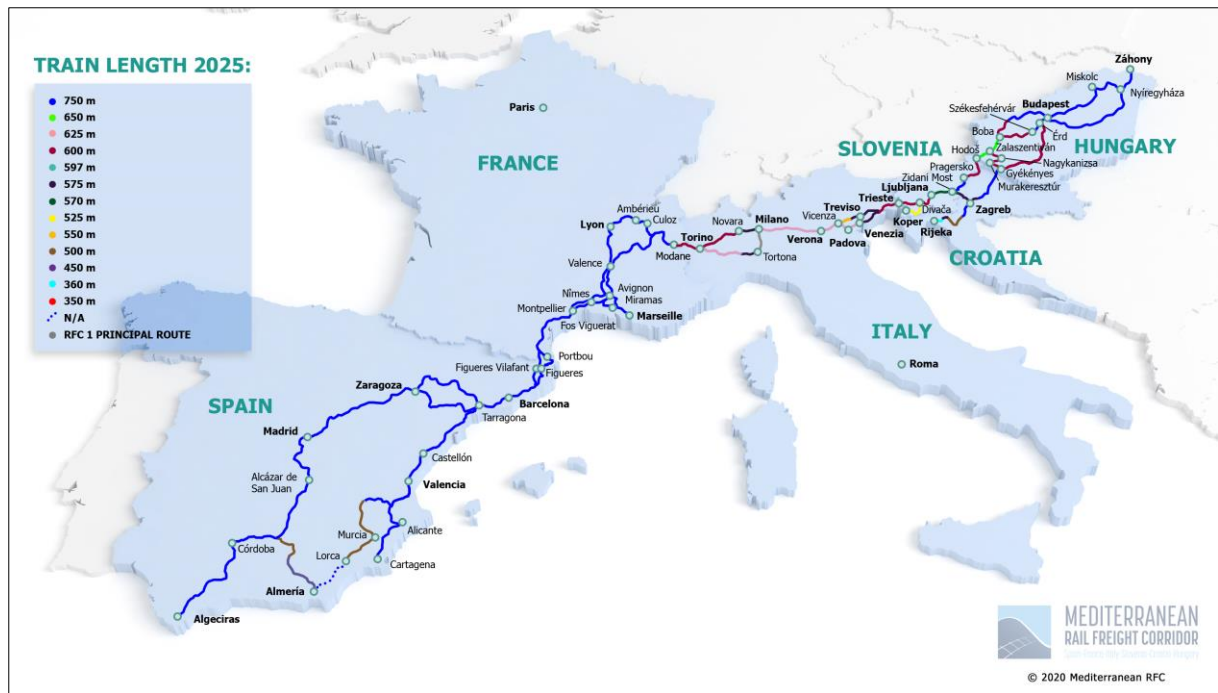 TRAIN LENGTH 2025:
750 m
650 m
625 m
600 m
597 m
575 m
570 m
525 m
550 m
500 m
450 m
360 m
350 m
N/A
RFC 1 PRINCIPAL ROUTE
Záhony
Miskolc
Nyíregyháza
Paris
Székesfehérvár
Budapest
Érd
Boba
FRANCE
SLOVENIA
HUNGARY
Hodoš
Zalaszentiván
Nagykanizsa
Pragersko
Gyékényes
Zidani Most
Murakeresztúr
Ljubljana
Trieste
Zagreb
Treviso
Divača
Vicenza
Koper
Rijeka
Ambérieu
Culoz
Lyon
Novara
Milano
Torino
Verona
Padova
Venezia
CROATIA
Modane
Tortona
Valence
Avignon
Nîmes
Miramas
Montpellier
Marseille
Fos Viguerat
ITALY
Portbou
Roma
Figueres Vilafant
Figueres
Zaragoza
Barcelona
SPAIN
Tarragona
Madrid
Castellón
Alcázar de
San Juan
Valencia
Alicante
Murcia
Córdoba
Lorca
Cartagena
Almería
Algeciras
MEDITERRANEAN
RAIL FREIGHT CORRIDOR
© 2020 Mediterranean RFC